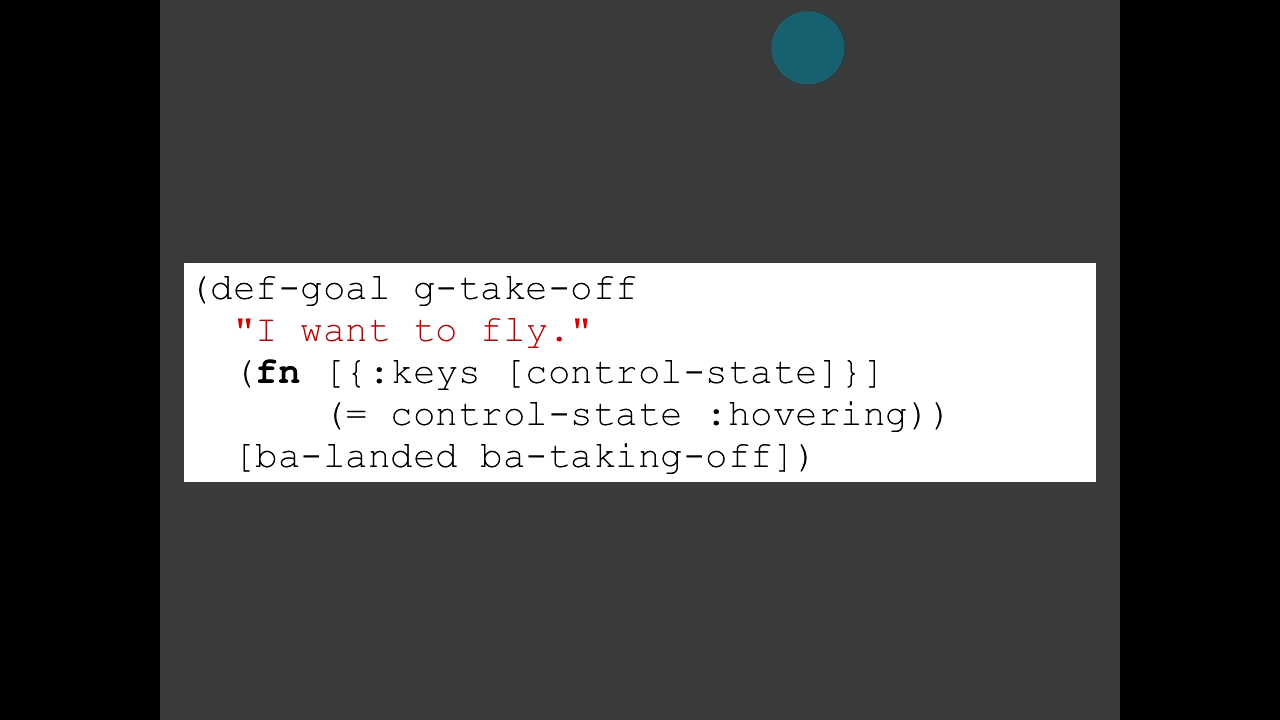 (def-goal g-take-off
  "I want to fly."
  (fn [{:keys [control-state]}]
      (= control-state :hovering))
  [ba-landed ba-taking-off])